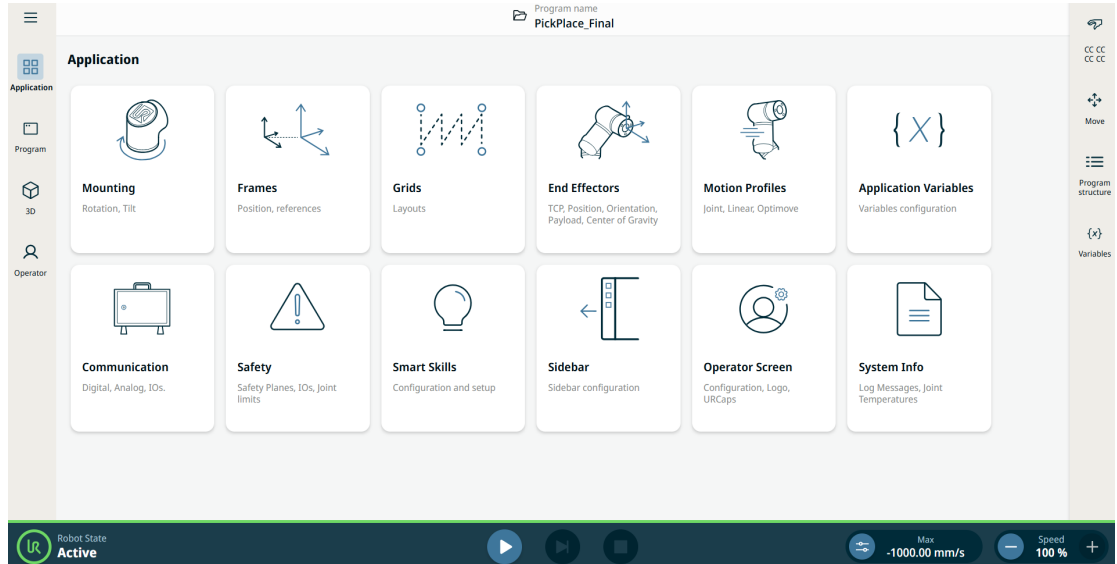 Program name
PickPlace_Final
Application
Application
Program
3D
Operator
Mounting
Rotation, Tilt
Frames
Position, references
Grids
Layouts
End Effectors
TCP, Position, Orientation,
Payload, Center of Gravity
Motion Profiles
Joint, Linear, Optimove
{X}
Application Variables
Variables configuration
Communication
Digital, Analog, IOs.
Safety
Safety Planes, IOs, Joint
limits
Smart Skills
Configuration and setup
Sidebar
Sidebar configuration
Operator Screen
Configuration, Logo,
URCaps
System Info
Log Messages, Joint
Temperatures
CC CC
CC CC
Move
Program
structure
{x}
Variables
UR
Robot State
Active
Max
-1000.00 mm/s
Speed
100 %